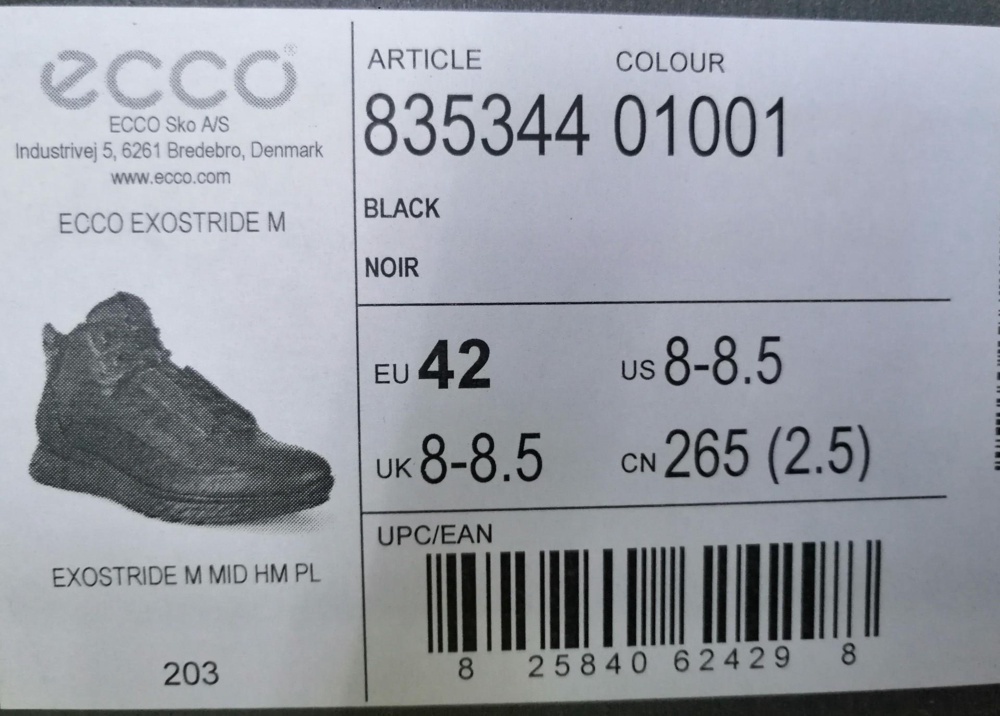 ecco®
ECCO Sko A/S
Industrivej 5, 6261 Bredebro, Denmark
www.ecco.com
ECCO EXOSTRIDE M
EXOSTRIDE M MID HM PL
203
ARTICLE COLOUR
835344 01001
BLACK
NOIR
EU 42 US 8-8.5
UK 8-8.5 CN 265 (2.5)
UPC/EAN
8 25840 62429 8